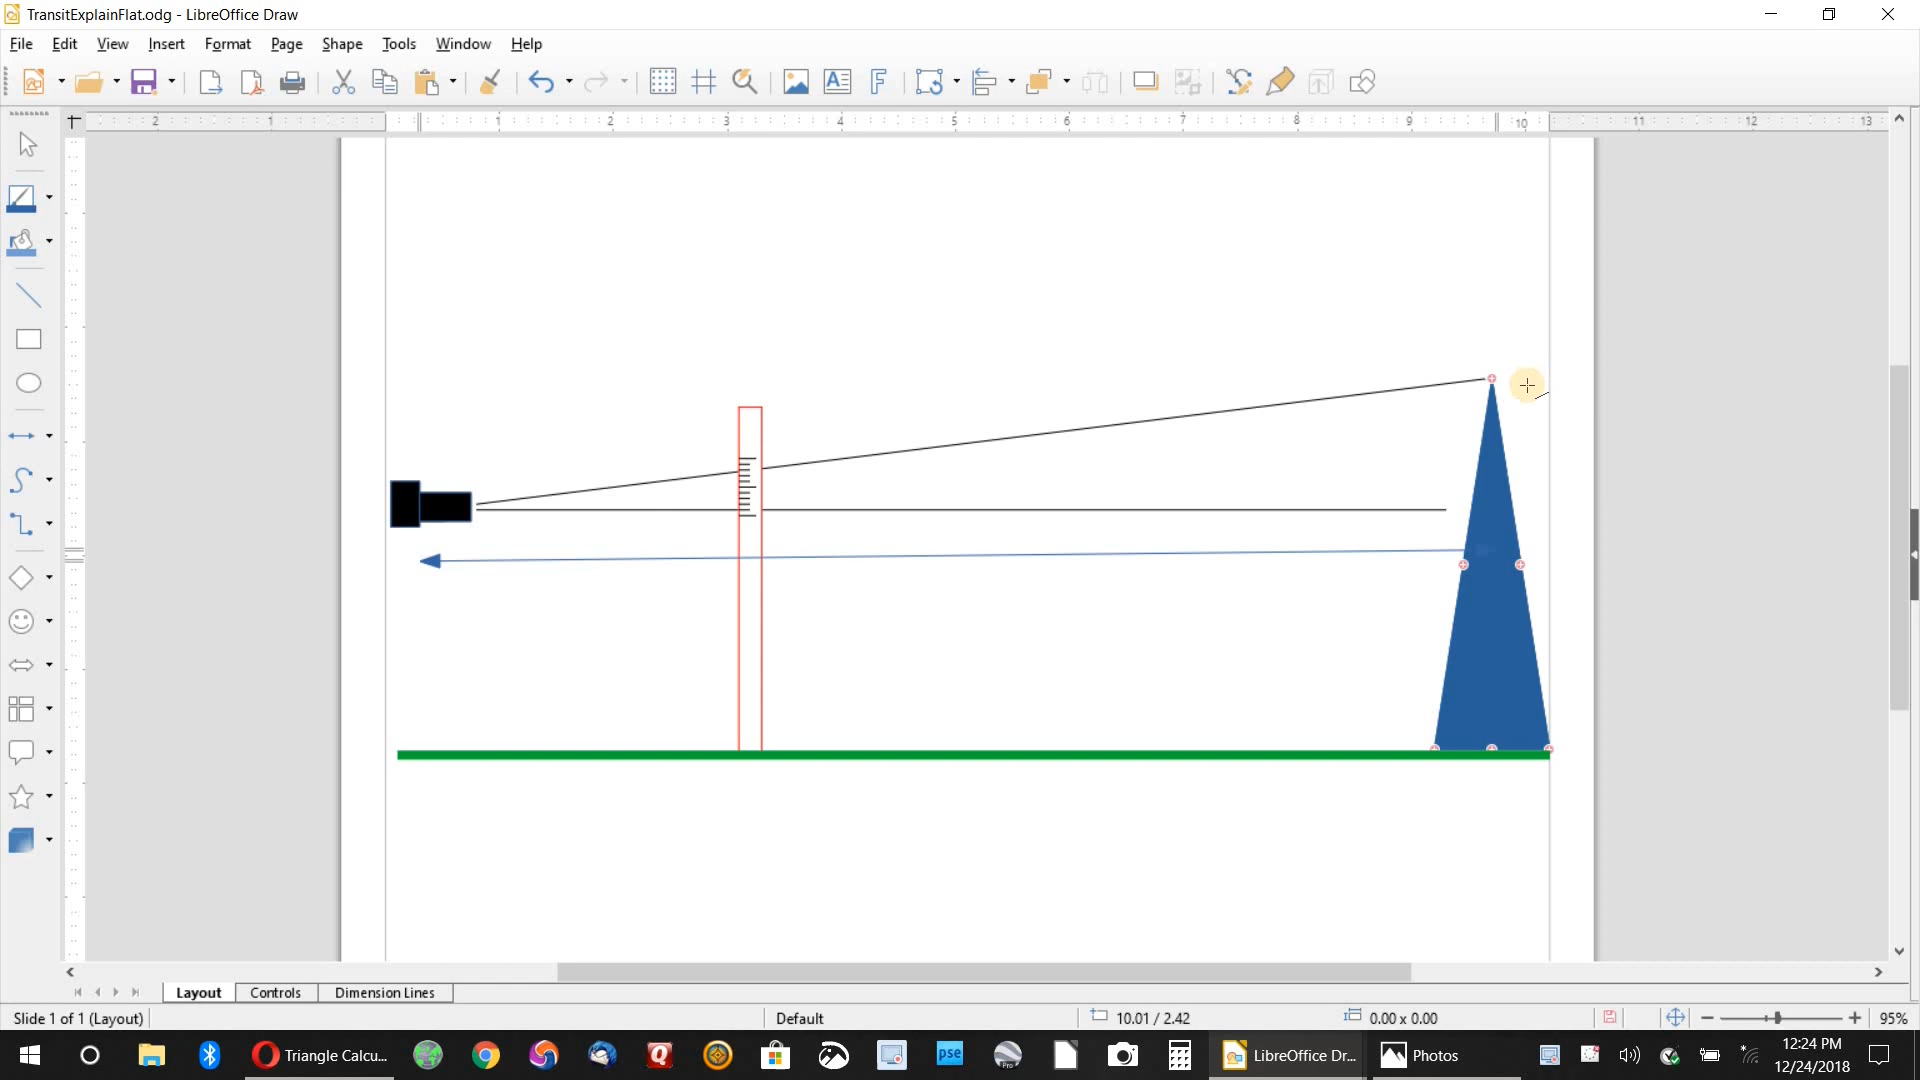 TransitExplainFlat.odg - LibreOffice Draw
File Edit View Insert Format Page Shape Tools Window Help
2 1 1 2 3 4 5 6 7 8 9 10 11 12 13
Layout Controls Dimension Lines
Slide 1 of 1 (Layout) Default 10.01 / 2.42 0.00 x 0.00 95%
Triangle Calcu... pse Pro LibreOffice Dr... Photos 12:24 PM
12/24/2018